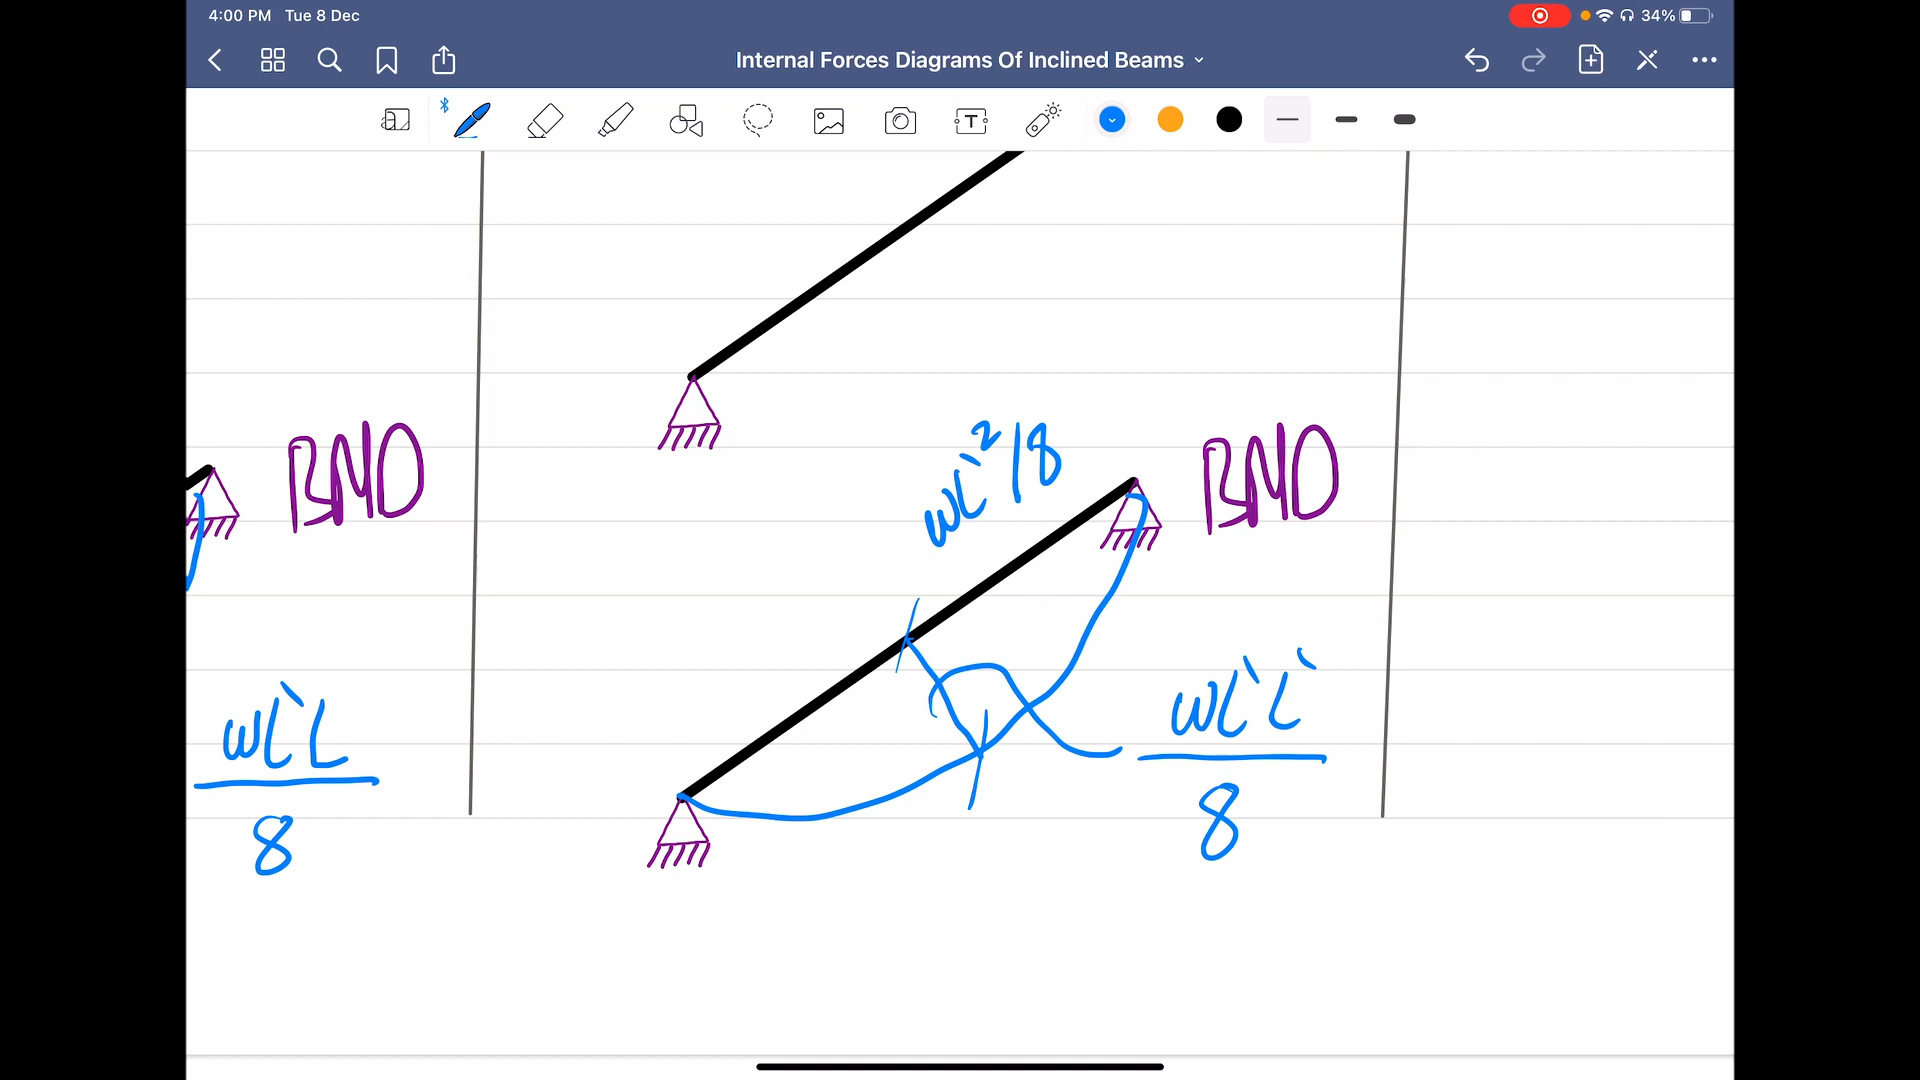 4:00 PM Tue 8 Dec
34%
Internal Forces Diagrams Of Inclined Beams
T
wL`²/8
BMD
BMD
wL`L
8
wL`L`
8